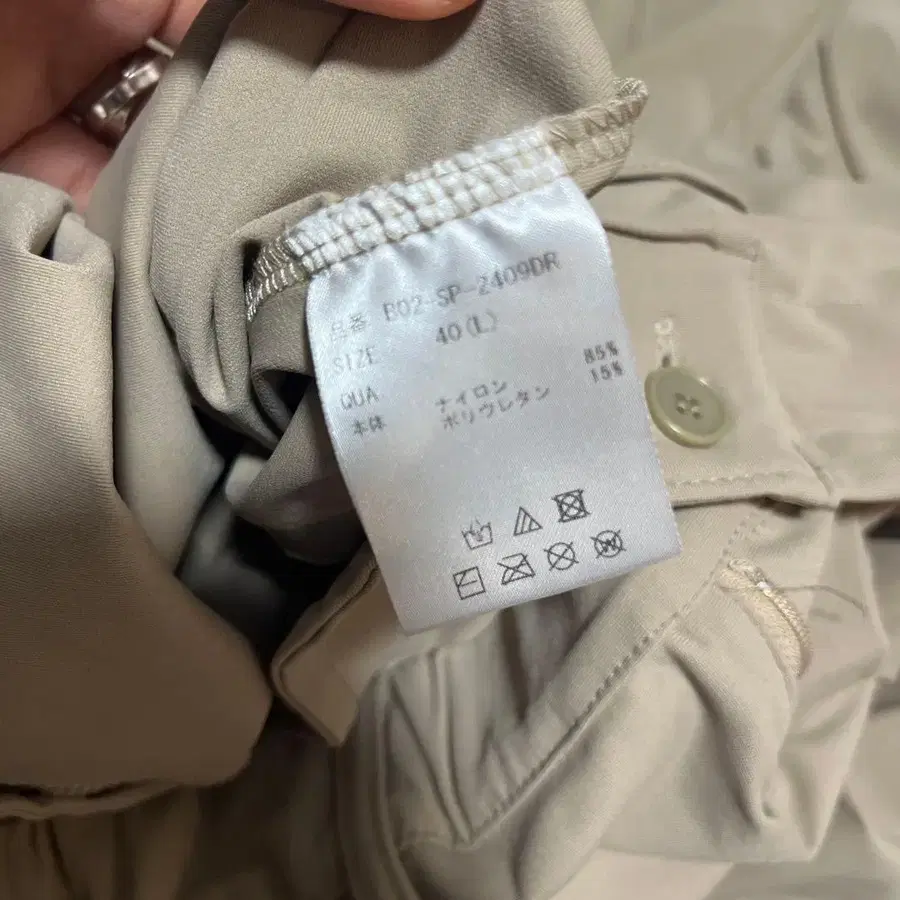 品番 B02-SP-2409DR
SIZE 40(L)
QUA 85%
本体 ナイロン 15%
ポリウレタン